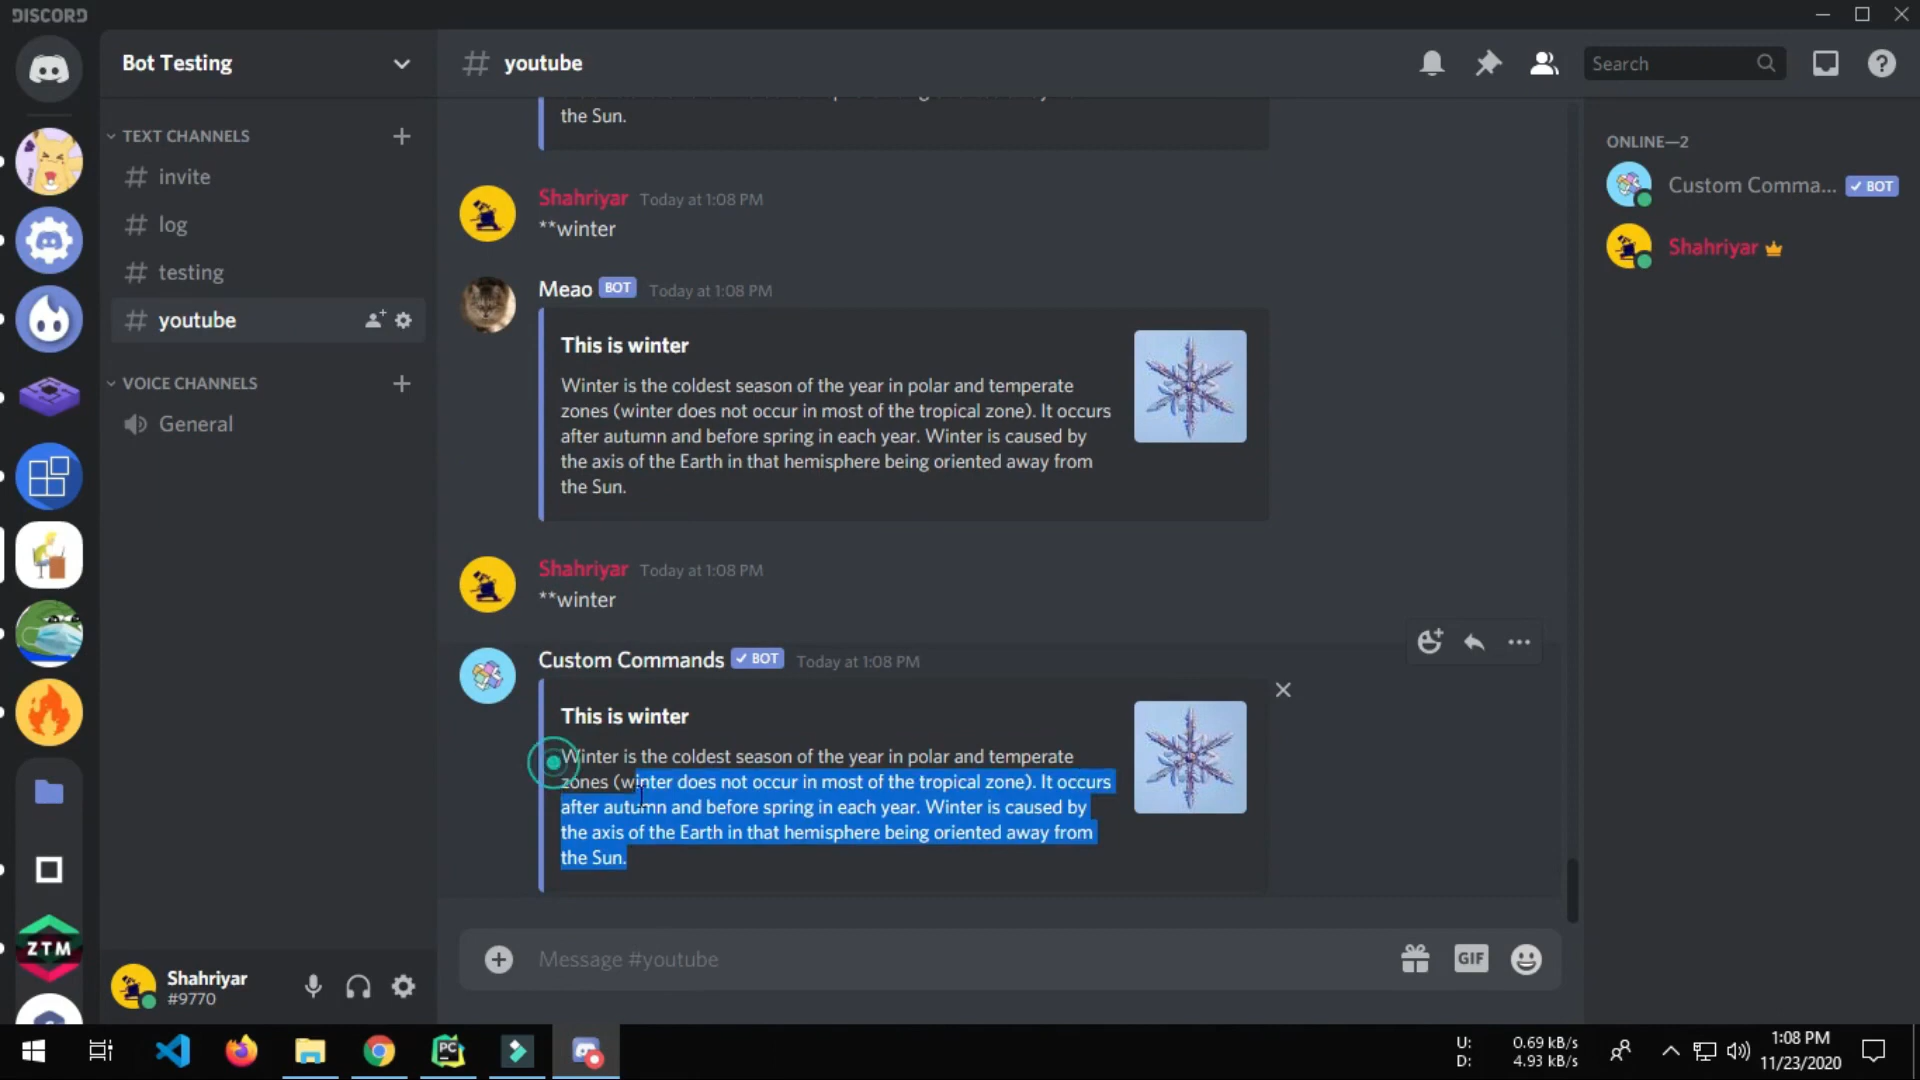 DISCORD
Bot Testing
youtube
Search
TEXT CHANNELS
invite
log
testing
youtube
VOICE CHANNELS
General
the Sun.
Shahriyar Today at 1:08 PM
**winter
Meao BOT Today at 1:08 PM
This is winter
Winter is the coldest season of the year in polar and temperate
zones (winter does not occur in most of the tropical zone). It occurs
after autumn and before spring in each year. Winter is caused by
the axis of the Earth in that hemisphere being oriented away from
the Sun.
Shahriyar Today at 1:08 PM
**winter
Custom Commands BOT Today at 1:08 PM
This is winter
Winter is the coldest season of the year in polar and temperate
zones (winter does not occur in most of the tropical zone). It occurs
after autumn and before spring in each year. Winter is caused by
the axis of the Earth in that hemisphere being oriented away from
the Sun.
Message #youtube
GIF
ONLINE—2
Custom Comma... BOT
Shahriyar
ZTM
Shahriyar
#9770
PC
U: 0.69 kB/s
D: 4.93 kB/s
1:08 PM
11/23/2020